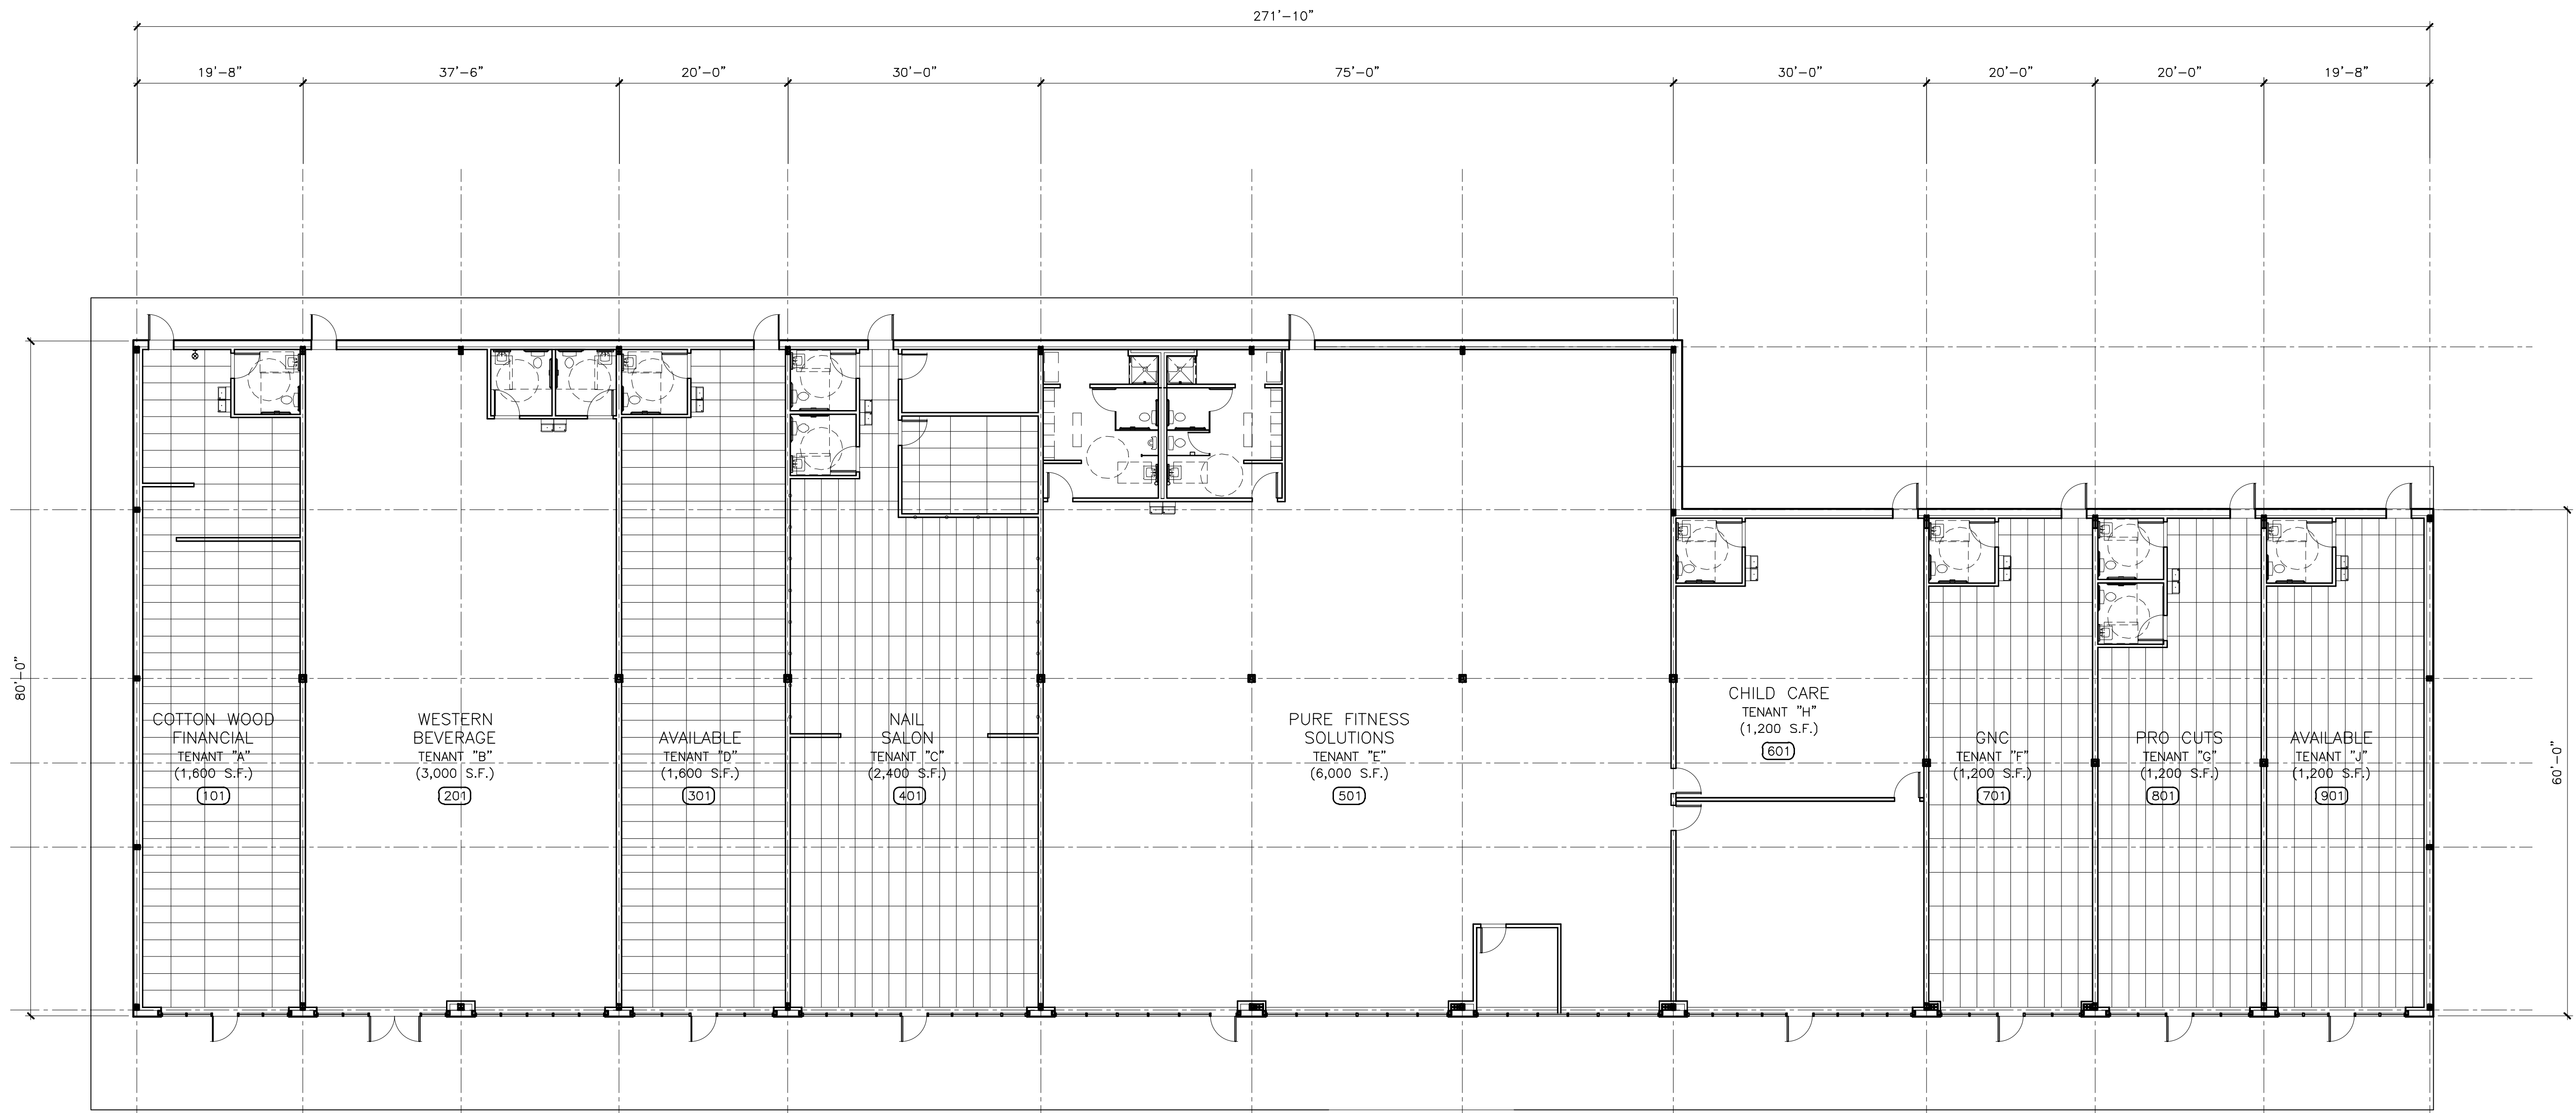 271'-10"
19'-8"
37'-6"
20'-0"
30'-0"
75'-0"
30'-0"
20'-0"
20'-0"
19'-8"
80'-0"
60'-0"
COTTON WOOD
FINANCIAL
TENANT "A"
(1,600 S.F.)
101
WESTERN
BEVERAGE
TENANT "B"
(3,000 S.F.)
201
AVAILABLE
TENANT "D"
(1,600 S.F.)
301
NAIL
SALON
TENANT "C"
(2,400 S.F.)
401
PURE FITNESS
SOLUTIONS
TENANT "E"
(6,000 S.F.)
501
CHILD CARE
TENANT "H"
(1,200 S.F.)
601
GNC
TENANT "F"
(1,200 S.F.)
701
PRO CUTS
TENANT "G"
(1,200 S.F.)
801
AVAILABLE
TENANT "J"
(1,200 S.F.)
901